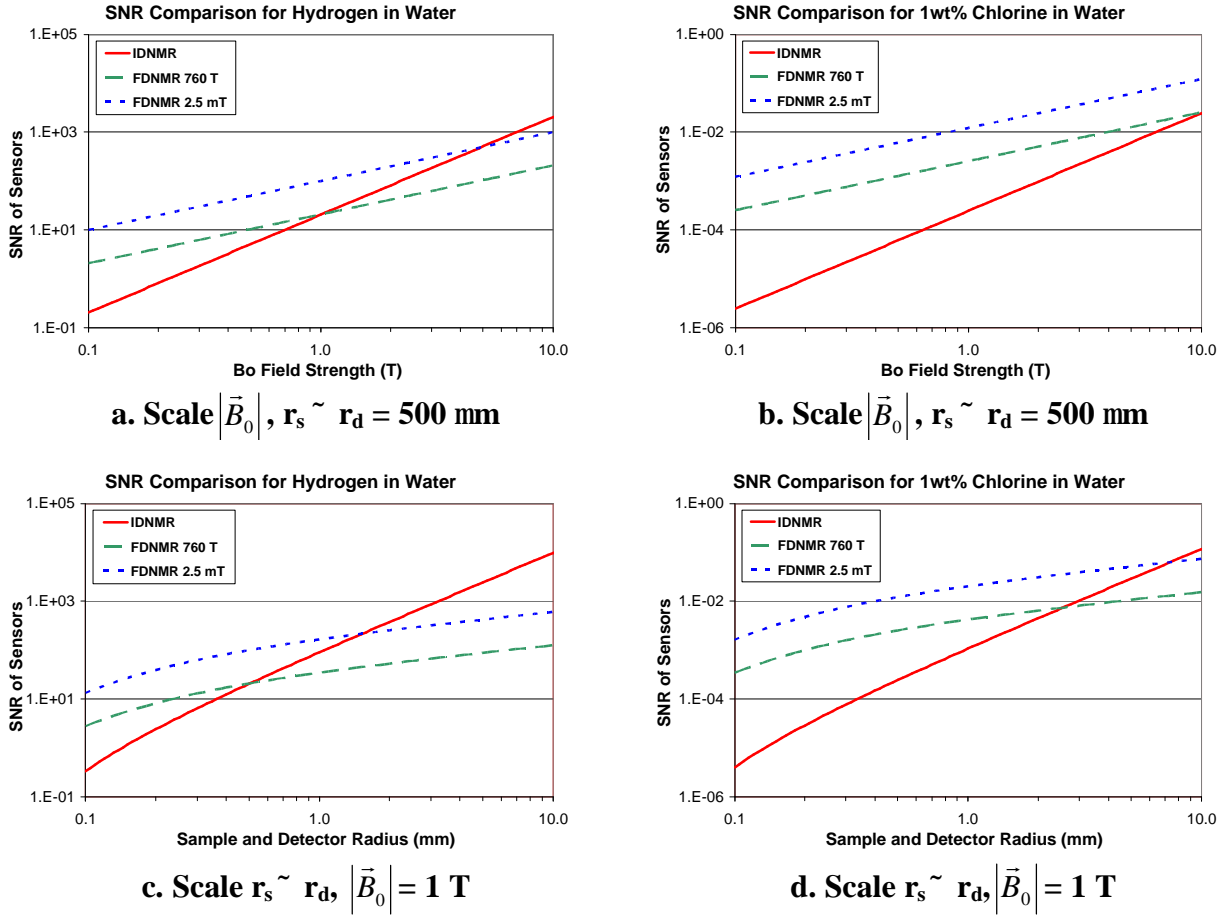 SNR Comparison for Hydrogen in Water
1.E+05
1.E+03
1.E+01
1.E-01
SNR of Sensors
IDNMR
FDNMR 760 T
FDNMR 2.5 mT
0.1 1.0 10.0
Bo Field Strength (T)
a. Scale |B⃗₀| , rₛ ~ r_d = 500 mm
SNR Comparison for 1wt% Chlorine in Water
1.E+00
1.E-02
1.E-04
1.E-06
SNR of Sensors
IDNMR
FDNMR 760 T
FDNMR 2.5 mT
0.1 1.0 10.0
Bo Field Strength (T)
b. Scale |B⃗₀| , rₛ ~ r_d = 500 mm
SNR Comparison for Hydrogen in Water
1.E+05
1.E+03
1.E+01
1.E-01
SNR of Sensors
IDNMR
FDNMR 760 T
FDNMR 2.5 mT
0.1 1.0 10.0
Sample and Detector Radius (mm)
c. Scale rₛ ~ r_d, |B⃗₀| = 1 T
SNR Comparison for 1wt% Chlorine in Water
1.E+00
1.E-02
1.E-04
1.E-06
SNR of Sensors
IDNMR
FDNMR 760 T
FDNMR 2.5 mT
0.1 1.0 10.0
Sample and Detector Radius (mm)
d. Scale rₛ ~ r_d, |B⃗₀| = 1 T